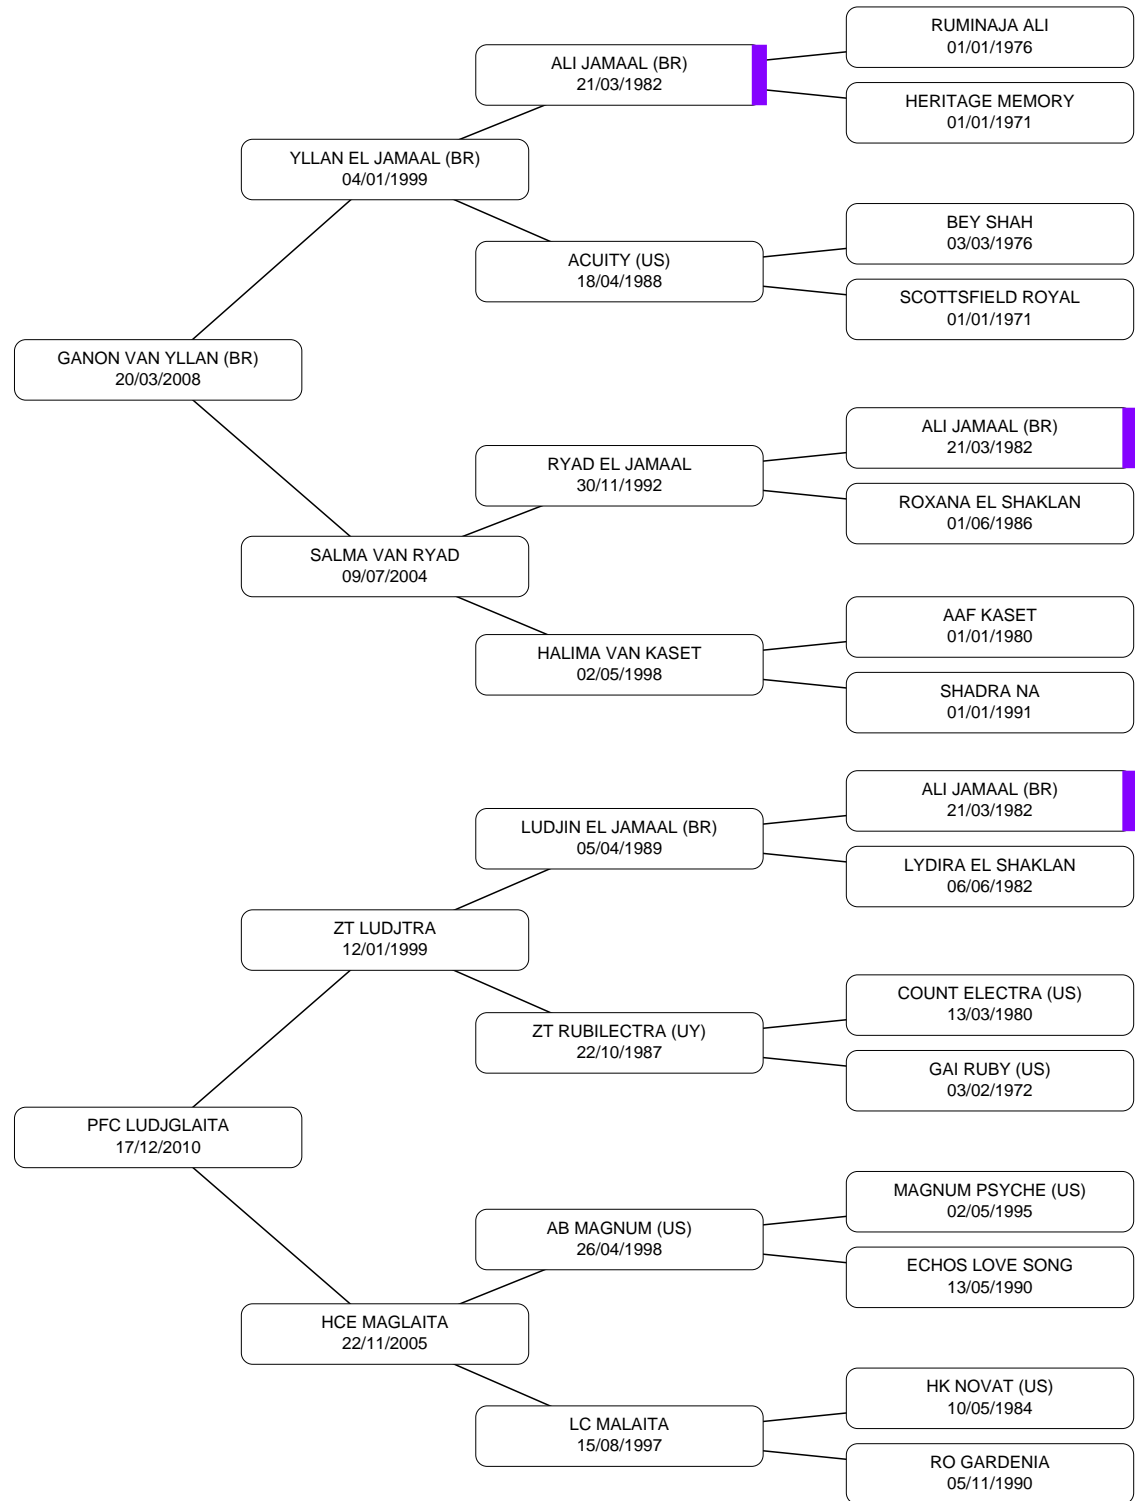 RUMINAJA ALI
01/01/1976
ALI JAMAAL (BR)
21/03/1982
HERITAGE MEMORY
01/01/1971
YLLAN EL JAMAAL (BR)
04/01/1999
BEY SHAH
03/03/1976
ACUITY (US)
18/04/1988
SCOTTSFIELD ROYAL
01/01/1971
GANON VAN YLLAN (BR)
20/03/2008
ALI JAMAAL (BR)
21/03/1982
RYAD EL JAMAAL
30/11/1992
ROXANA EL SHAKLAN
01/06/1986
SALMA VAN RYAD
09/07/2004
AAF KASET
01/01/1980
HALIMA VAN KASET
02/05/1998
SHADRA NA
01/01/1991
ALI JAMAAL (BR)
21/03/1982
LUDJIN EL JAMAAL (BR)
05/04/1989
LYDIRA EL SHAKLAN
06/06/1982
ZT LUDJTRA
12/01/1999
COUNT ELECTRA (US)
13/03/1980
ZT RUBILECTRA (UY)
22/10/1987
GAI RUBY (US)
03/02/1972
PFC LUDJGLAITA
17/12/2010
MAGNUM PSYCHE (US)
02/05/1995
AB MAGNUM (US)
26/04/1998
ECHOS LOVE SONG
13/05/1990
HCE MAGLAITA
22/11/2005
HK NOVAT (US)
10/05/1984
LC MALAITA
15/08/1997
RO GARDENIA
05/11/1990